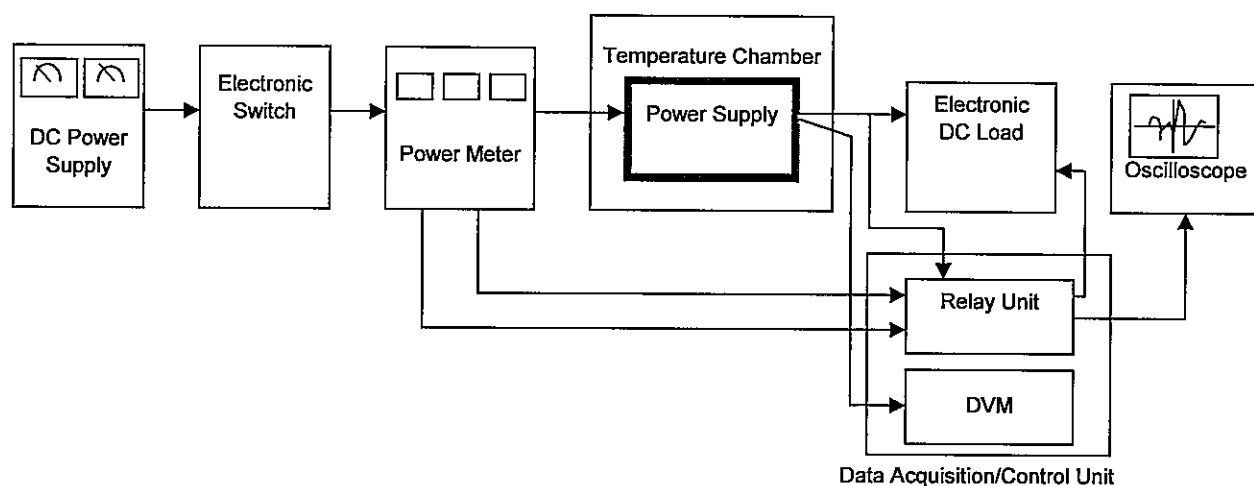 DC Power
Supply
Electronic
Switch
Power Meter
Temperature Chamber
Power Supply
Electronic
DC Load
Oscilloscope
Relay Unit
DVM
Data Acquisition/Control Unit